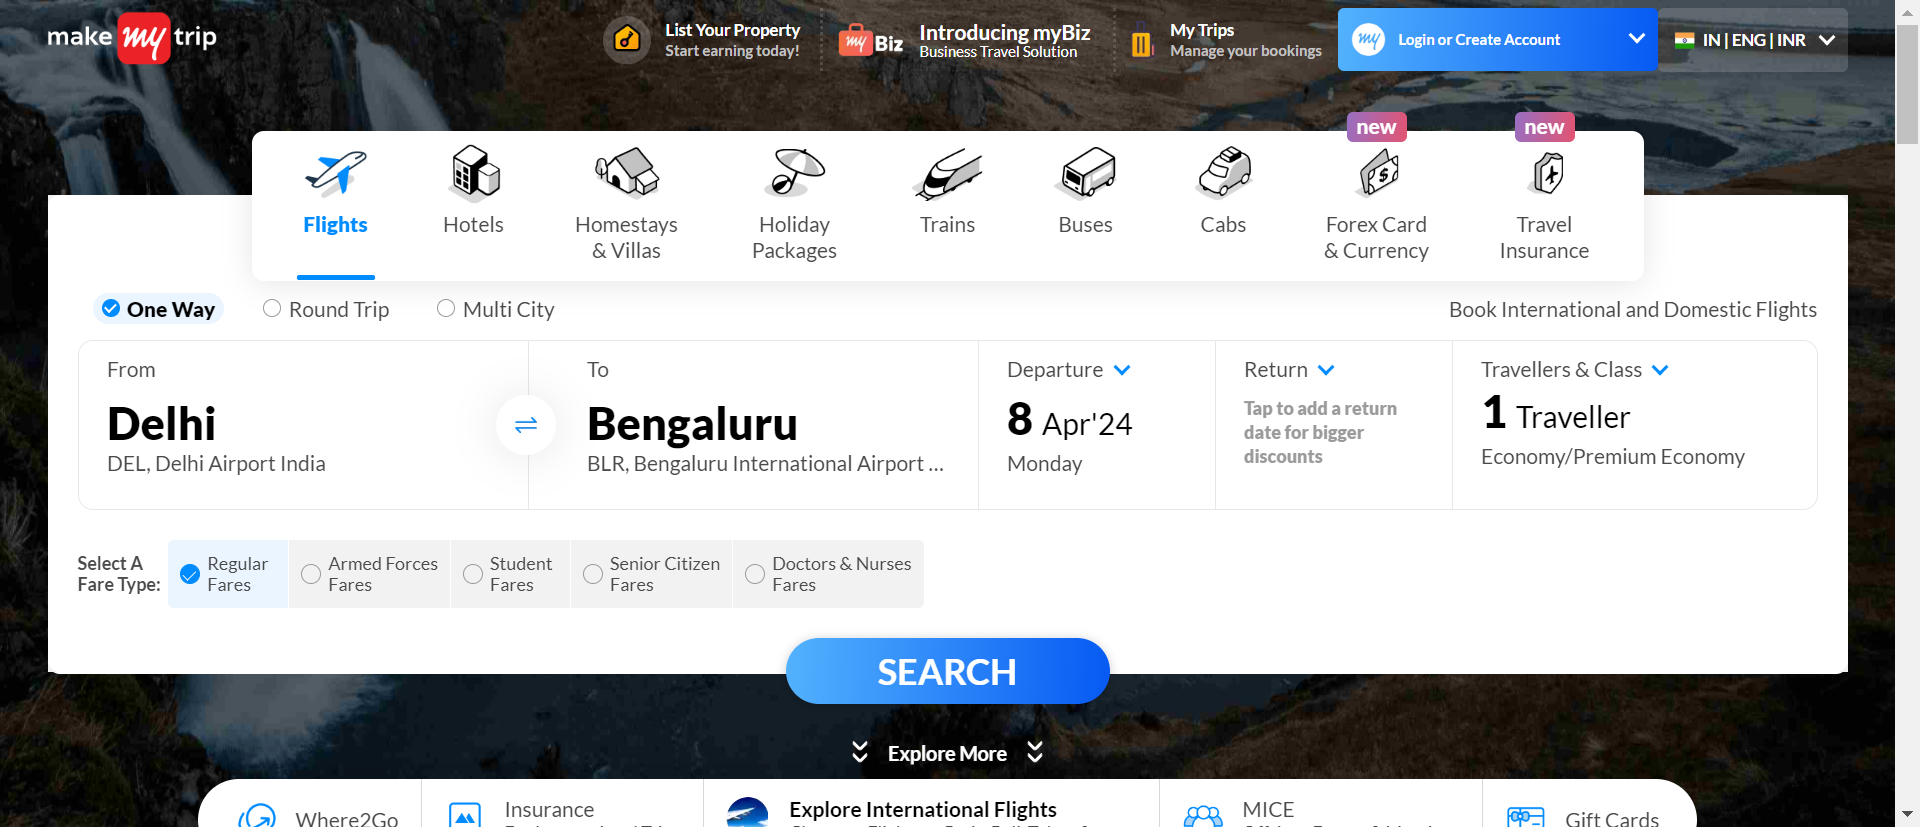 make my trip
List Your Property
Start earning today!
my Biz
Introducing myBiz
Business Travel Solution
My Trips
Manage your bookings
my
Login or Create Account
IN | ENG | INR
new
new
Flights
Hotels
Homestays
& Villas
Holiday
Packages
Trains
Buses
Cabs
Forex Card
& Currency
Travel
Insurance
One Way
Round Trip
Multi City
Book International and Domestic Flights
From
Delhi
DEL, Delhi Airport India
To
Bengaluru
BLR, Bengaluru International Airport ...
Departure
8 Apr'24
Monday
Return
Tap to add a return
date for bigger
discounts
Travellers & Class
1 Traveller
Economy/Premium Economy
Select A
Fare Type:
Regular
Fares
Armed Forces
Fares
Student
Fares
Senior Citizen
Fares
Doctors & Nurses
Fares
SEARCH
Explore More
Where2Go
Insurance
Explore International Flights
MICE
Gift Cards